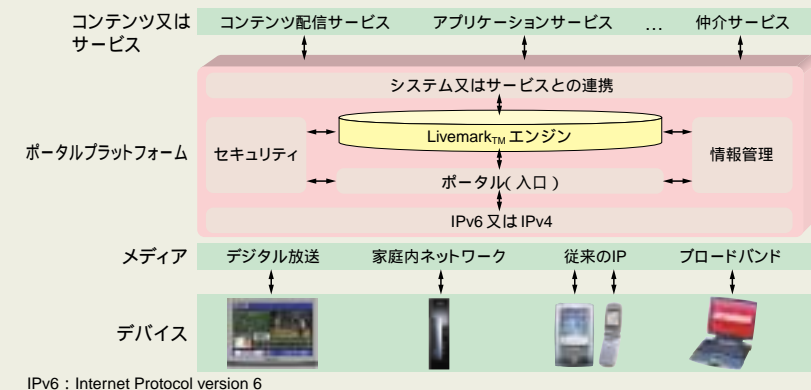 コンテンツ又は
サービス
コンテンツ配信サービス アプリケーションサービス … 仲介サービス
システム又はサービスとの連携
ポータルプラットフォーム
セキュリティ
Livemark™ エンジン
情報管理
ポータル(入口)
IPv6 又は IPv4
メディア
デジタル放送 家庭内ネットワーク 従来のIP ブロードバンド
デバイス
IPv6：Internet Protocol version 6